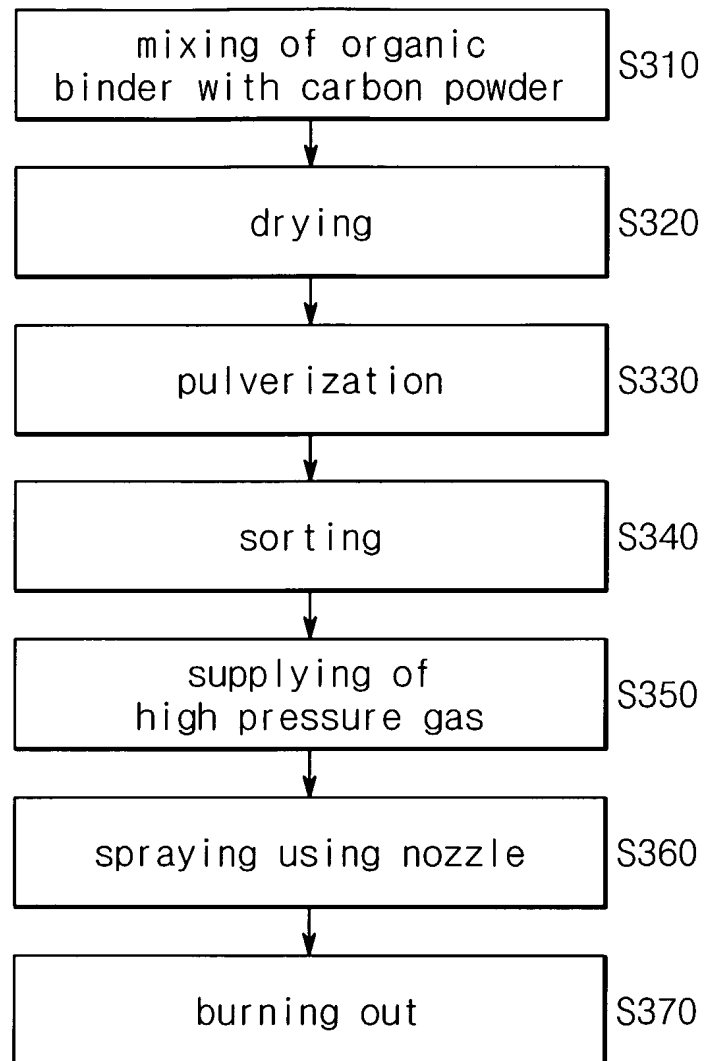 mixing of organic
binder with carbon powder
S310
drying
S320
pulverization
S330
sorting
S340
supplying of
high pressure gas
S350
spraying using nozzle
S360
burning out
S370